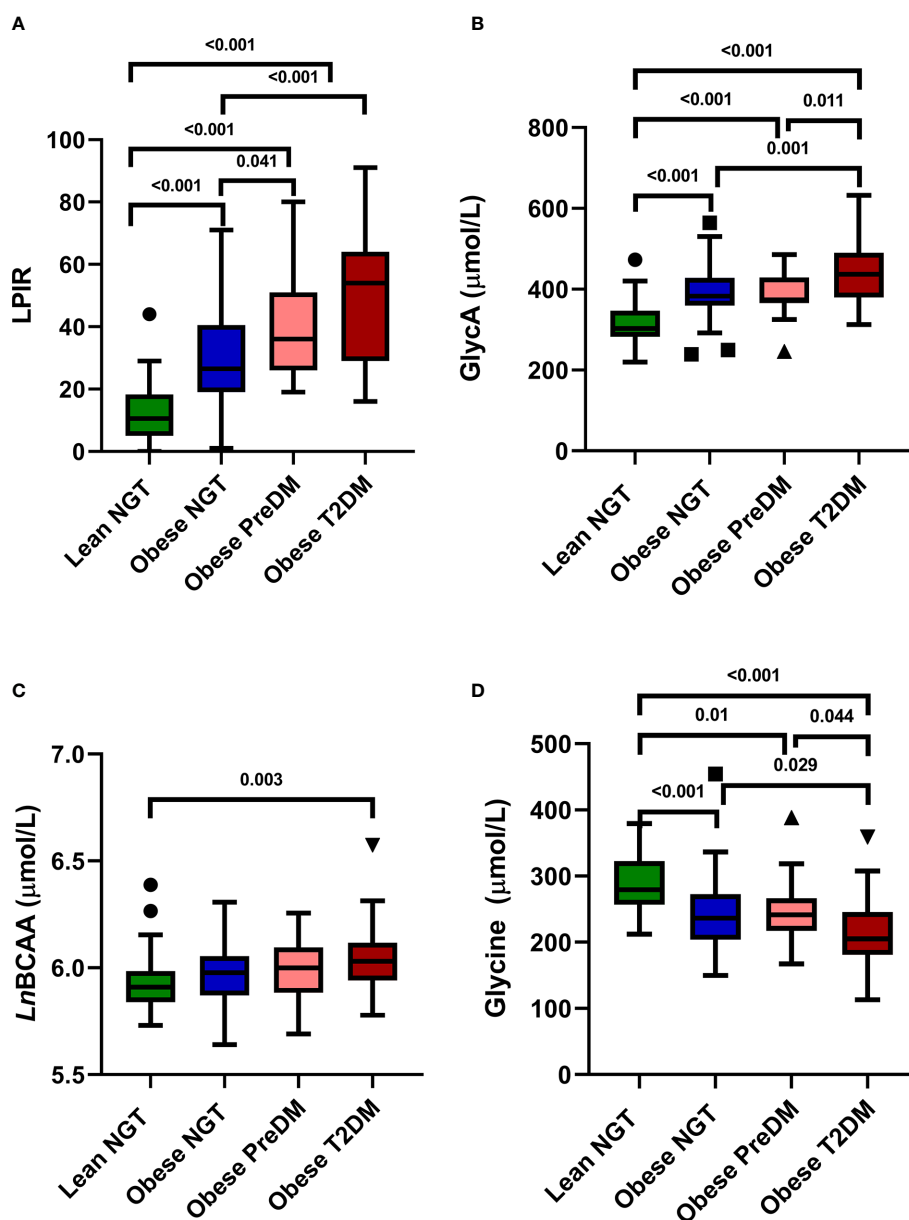 A
<0.001
<0.001
<0.001
0.041
<0.001
LPIR
100
80
60
40
20
0
Lean NGT
Obese NGT
Obese PreDM
Obese T2DM
B
<0.001
<0.001
0.011
0.001
<0.001
GlycA (μmol/L)
800
600
400
200
0
Lean NGT
Obese NGT
Obese PreDM
Obese T2DM
C
0.003
LnBCAA (μmol/L)
7.0
6.5
6.0
5.5
Lean NGT
Obese NGT
Obese PreDM
Obese T2DM
D
<0.001
0.01
0.044
0.029
<0.001
Glycine (μmol/L)
500
400
300
200
100
0
Lean NGT
Obese NGT
Obese PreDM
Obese T2DM